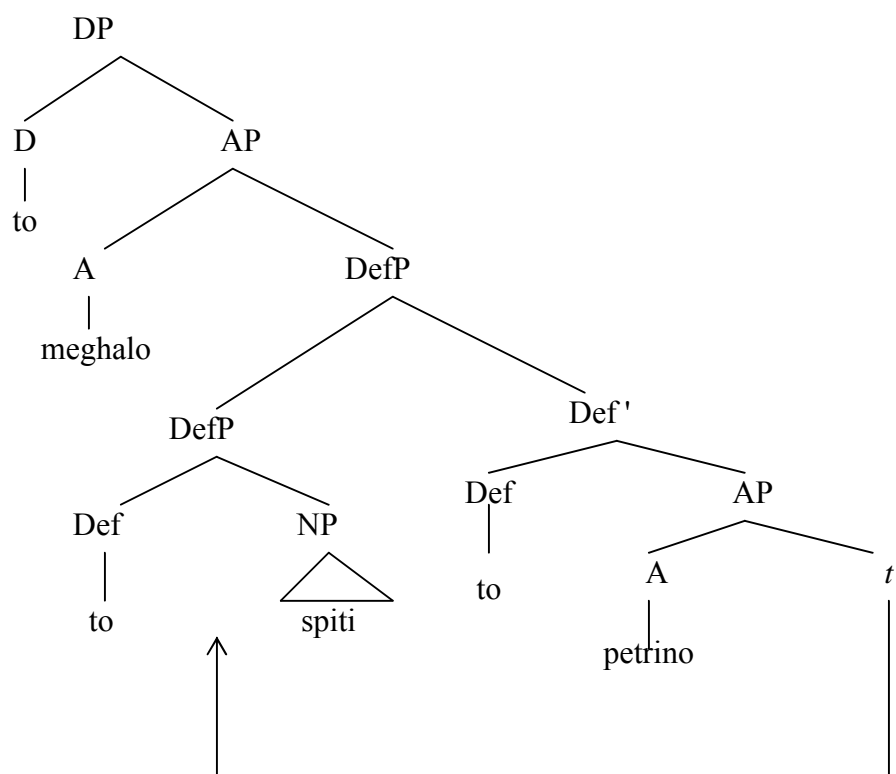 DP
D AP
to
A DefP
meghalo
DefP Def '
Def NP Def AP
to spiti to A t
petrino